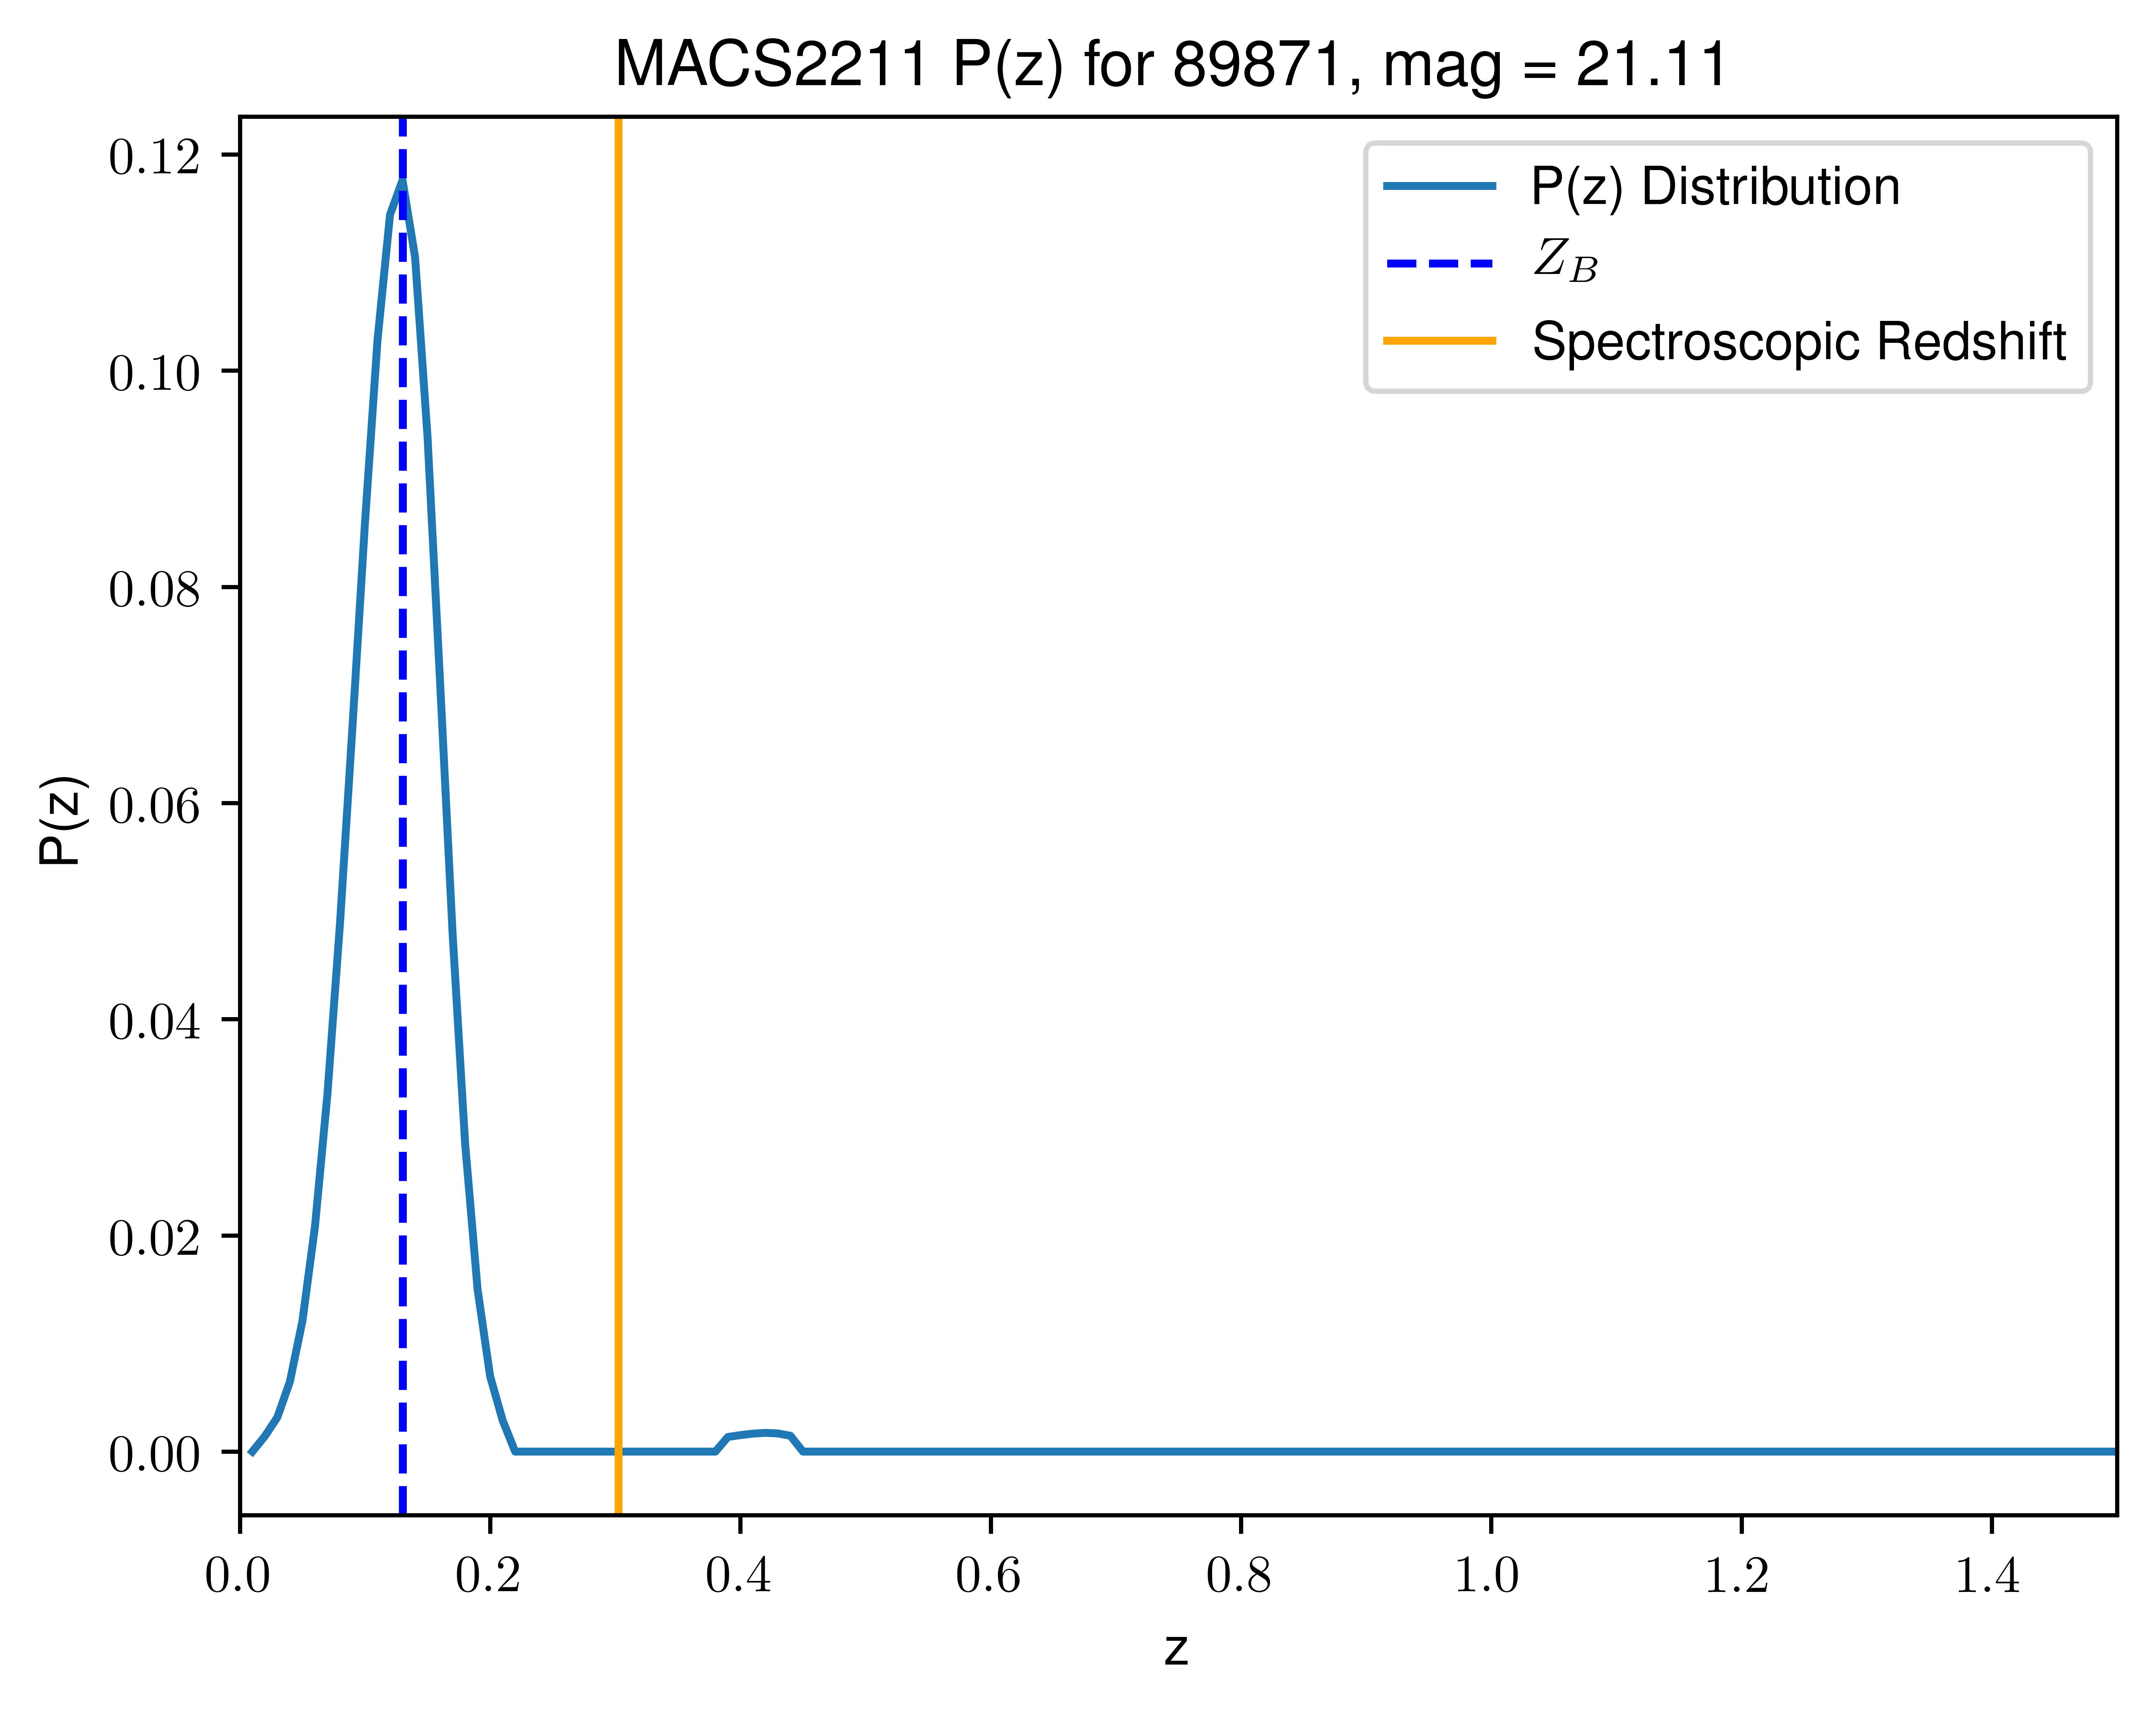 MACS2211 P(z) for 89871, mag = 21.11
P(z) Distribution
Z_B
Spectroscopic Redshift
0.12
0.10
0.08
0.06
0.04
0.02
0.00
P(z)
0.0 0.2 0.4 0.6 0.8 1.0 1.2 1.4
z